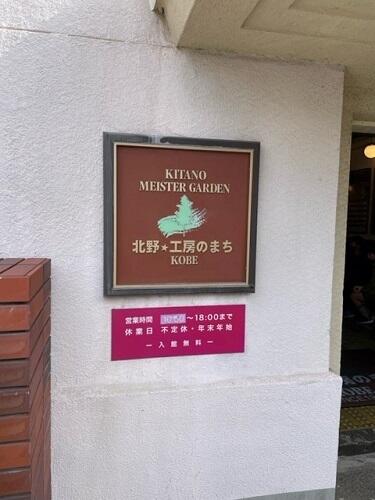 KITANO
MEISTER GARDEN
北野★工房のまち
KOBE
営業時間 〜18:00まで
休業日 不定休・年末年始
ー入館無料ー
KOBE